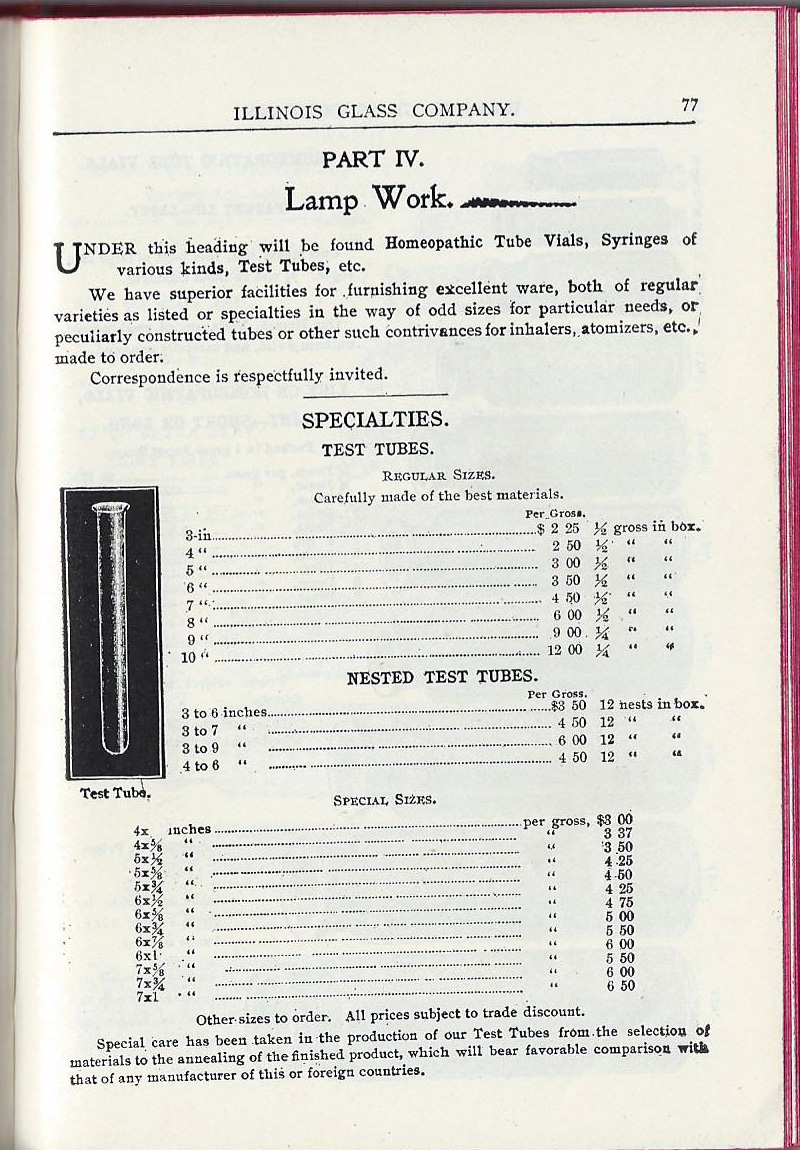 ILLINOIS GLASS COMPANY. 77
PART IV.
Lamp Work.
UNDER this heading will be found Homeopathic Tube Vials, Syringes of
various kinds, Test Tubes, etc.
We have superior facilities for furnishing excellent ware, both of regular
varieties as listed or specialties in the way of odd sizes for particular needs, or
peculiarly constructed tubes or other such contrivances for inhalers, atomizers, etc.,
made to order.
Correspondence is respectfully invited.
SPECIALTIES.
TEST TUBES.
REGULAR SIZES.
Carefully made of the best materials.
Per Gross.
3-in. $ 2 25 ½ gross in box.
4 “ 2 50 ½ “ “
5 “ 3 00 ½ “ “
6 “ 3 50 ½ “ “
7 “ 4 50 ½ “ “
8 “ 6 00 ½ “ “
9 “ 9 00 ¼ “ “
10 “ 12 00 ¼ “ “
NESTED TEST TUBES.
Per Gross.
3 to 6 inches $3 50 12 nests in box.
3 to 7 “ 4 50 12 “ “
3 to 9 “ 6 00 12 “ “
4 to 6 “ 4 50 12 “ “
Test Tube.
SPECIAL SIZES.
4x inches per gross, $3 00
4x⅝ “ “ 3 37
5x½ “ “ 3 50
5x⅝ “ “ 4 25
5x¾ “ “ 4 50
6x½ “ “ 4 25
6x⅝ “ “ 4 75
6x¾ “ “ 5 00
6x⅞ “ “ 5 50
6x1 “ “ 6 00
7x⅝ “ “ 5 50
7x¾ “ “ 6 00
7x1 “ “ 6 50
Other sizes to order. All prices subject to trade discount.
Special care has been taken in the production of our Test Tubes from the selection of
materials to the annealing of the finished product, which will bear favorable comparison with
that of any manufacturer of this or foreign countries.